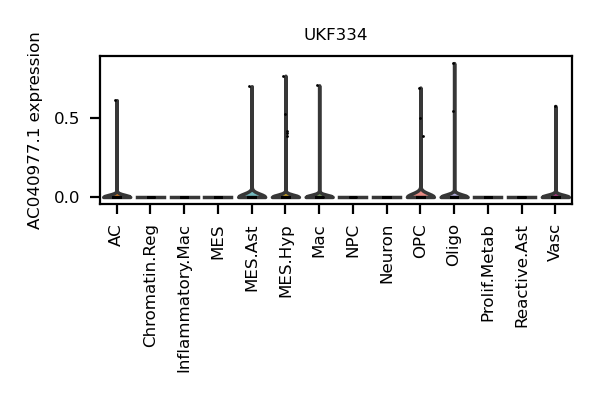 UKF334
AC040977.1 expression
0.5
0.0
AC
Chromatin.Reg
Inflammatory.Mac
MES
MES.Ast
MES.Hyp
Mac
NPC
Neuron
OPC
Oligo
Prolif.Metab
Reactive.Ast
Vasc